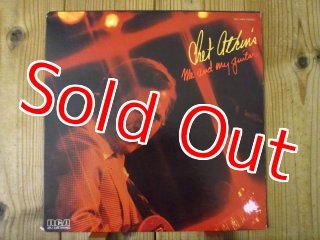 Chet Atkins
Me and my guitar
Sold Out
RCA